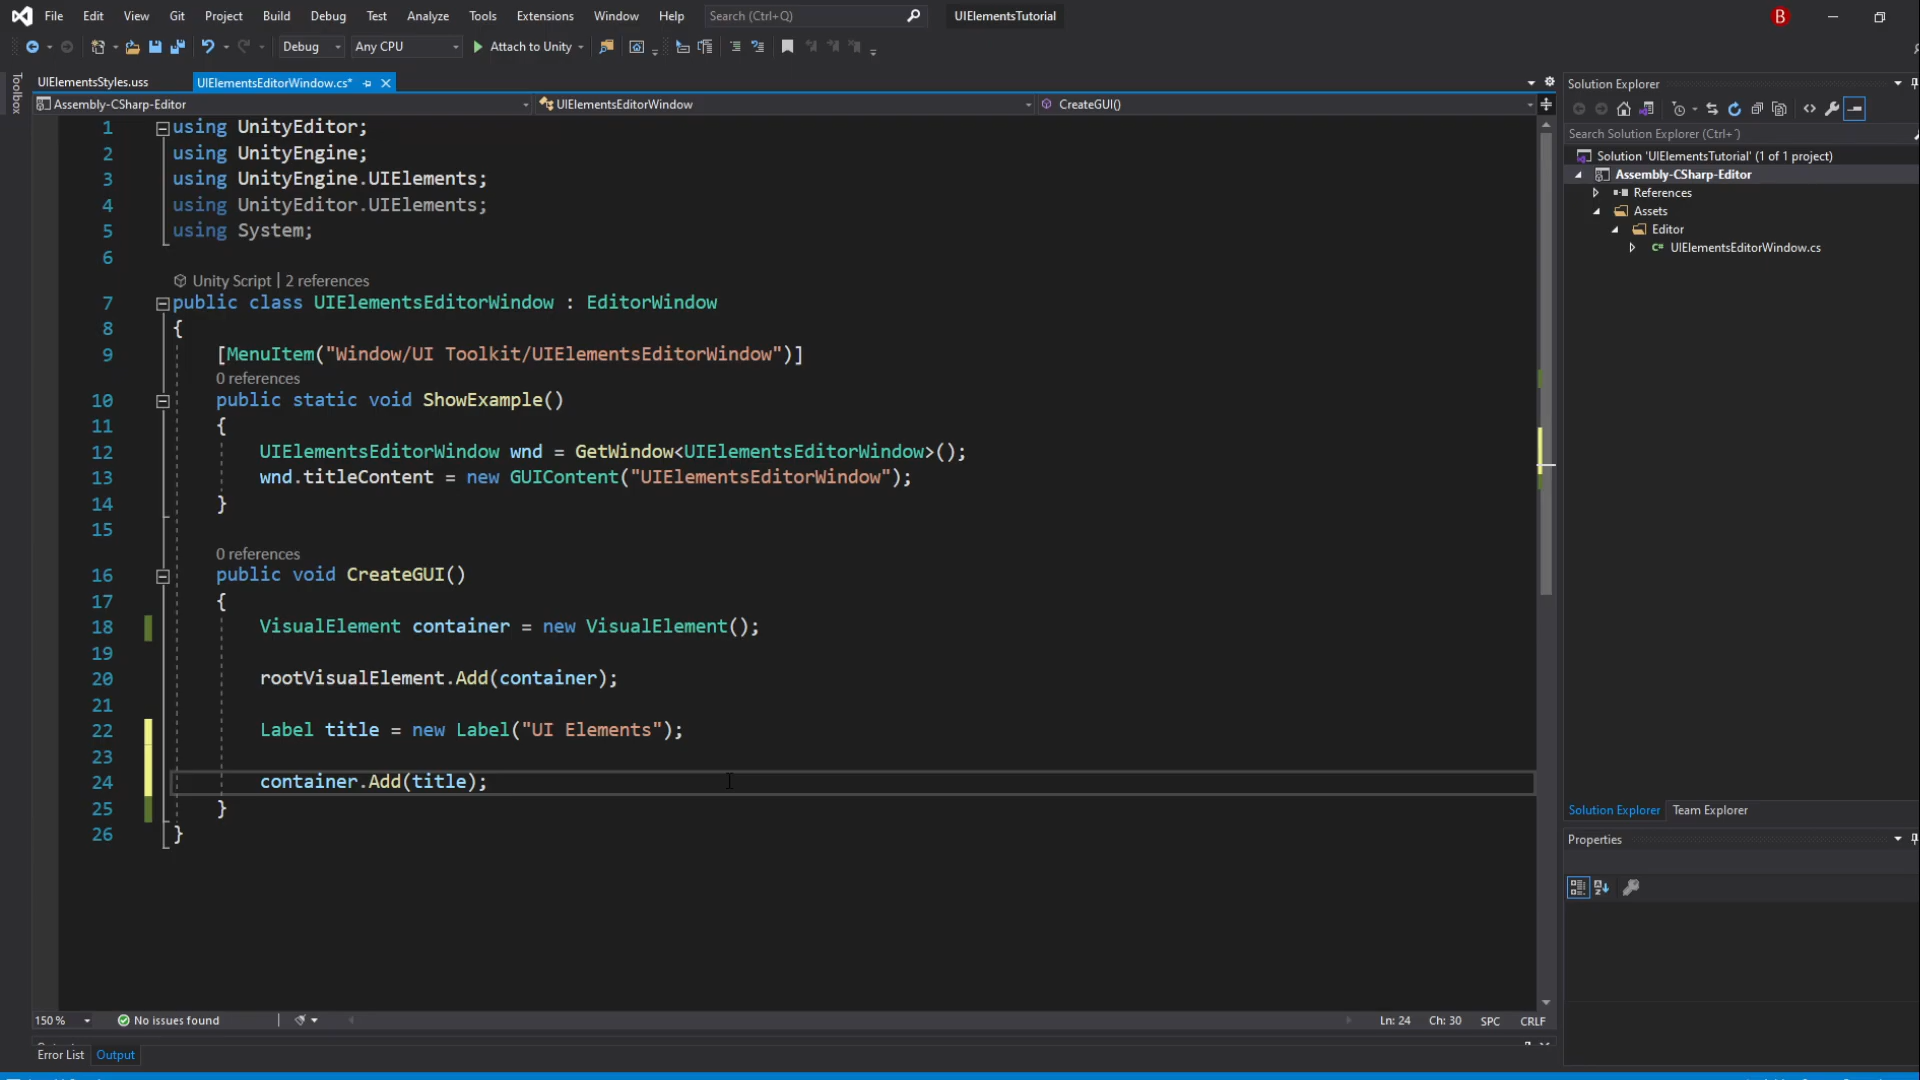 File Edit View Git Project Build Debug Test Analyze Tools Extensions Window Help Search (Ctrl+Q) UIElementsTutorial B
Debug Any CPU Attach to Unity
Toolbox
UIElementsStyles.uss UIElementsEditorWindow.cs*
Assembly-CSharp-Editor UIElementsEditorWindow CreateGUI()
1 using UnityEditor;
2 using UnityEngine;
3 using UnityEngine.UIElements;
4 using UnityEditor.UIElements;
5 using System;
6
Unity Script | 2 references
7 public class UIElementsEditorWindow : EditorWindow
8 {
9 [MenuItem("Window/UI Toolkit/UIElementsEditorWindow")]
0 references
10 public static void ShowExample()
11 {
12 UIElementsEditorWindow wnd = GetWindow<UIElementsEditorWindow>();
13 wnd.titleContent = new GUIContent("UIElementsEditorWindow");
14 }
15
0 references
16 public void CreateGUI()
17 {
18 VisualElement container = new VisualElement();
19
20 rootVisualElement.Add(container);
21
22 Label title = new Label("UI Elements");
23
24 container.Add(title);
25 }
26 }
150 % No issues found Ln: 24 Ch: 30 SPC CRLF
Error List Output
Solution Explorer
Search Solution Explorer (Ctrl+¨)
Solution 'UIElementsTutorial' (1 of 1 project)
Assembly-CSharp-Editor
References
Assets
Editor
C# UIElementsEditorWindow.cs
Solution Explorer Team Explorer
Properties